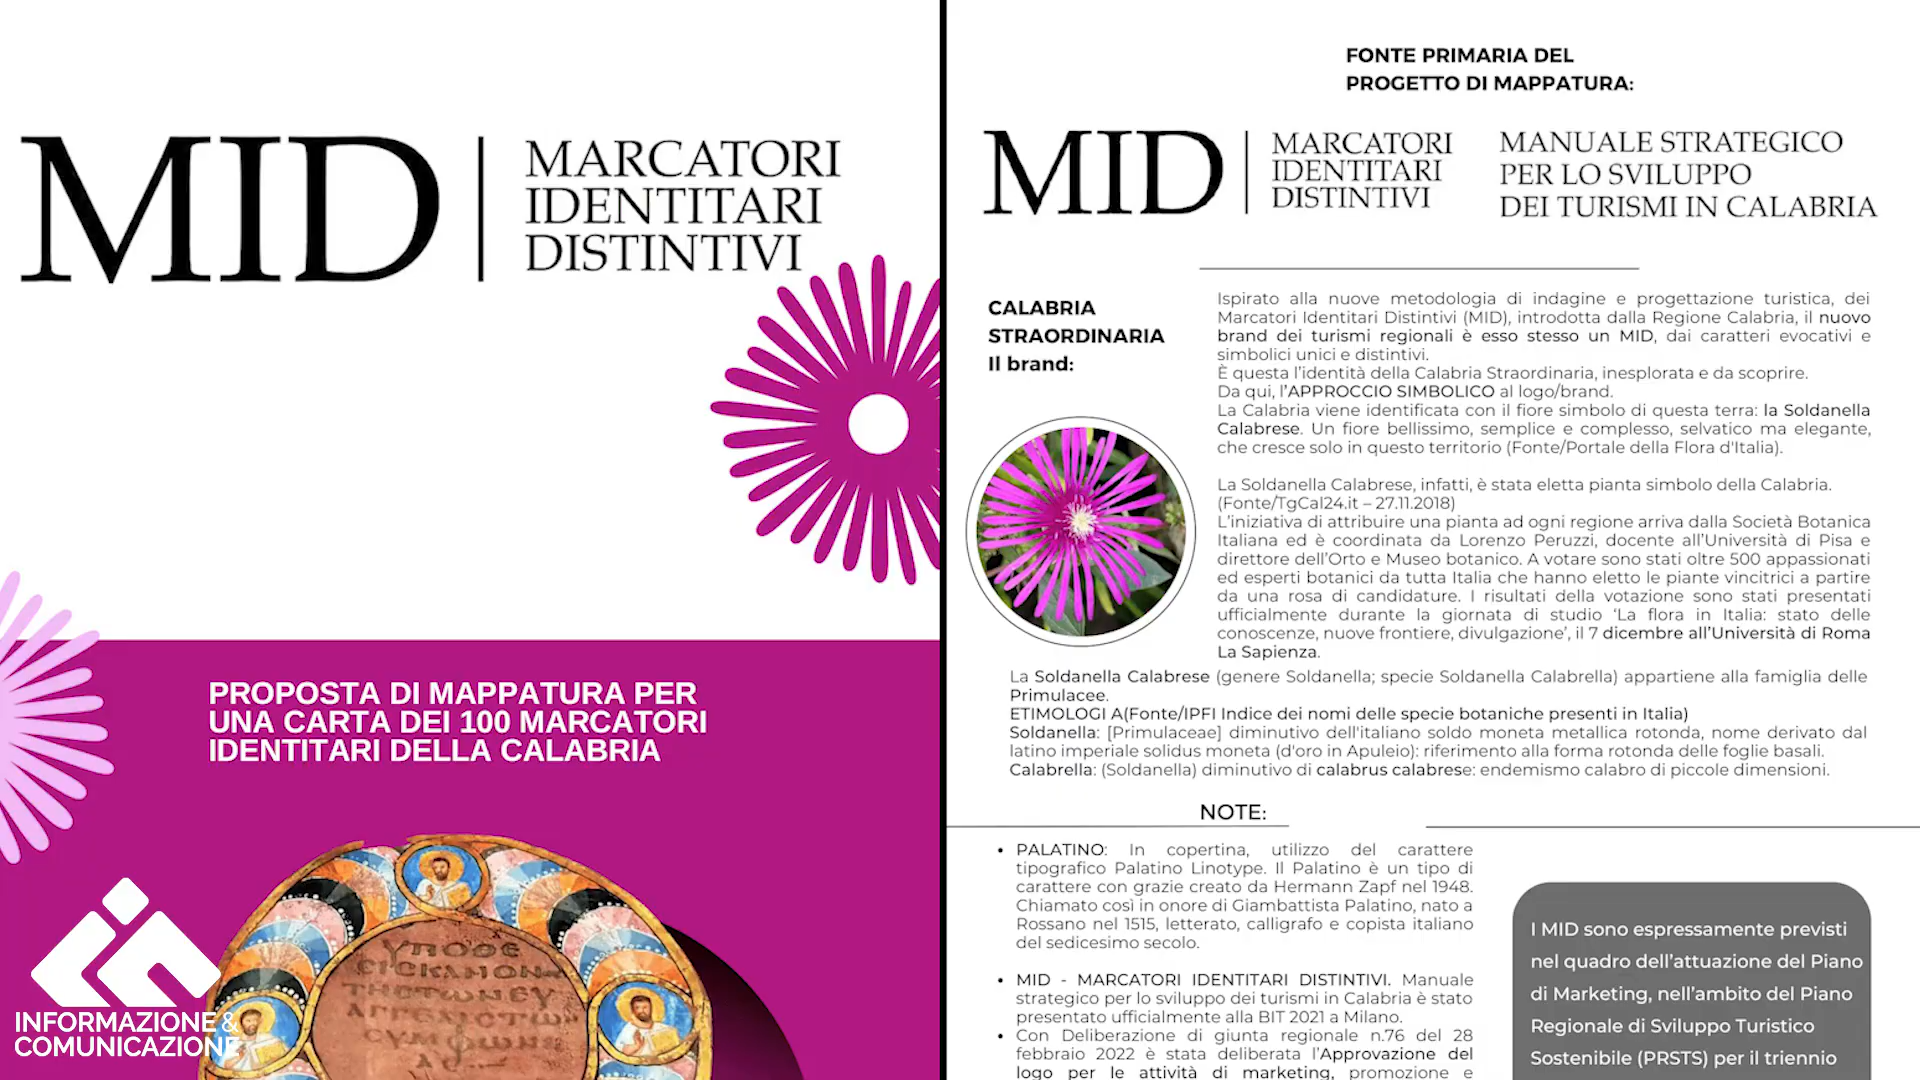 MID
MARCATORI
IDENTITARI
DISTINTIVI
PROPOSTA DI MAPPATURA PER
UNA CARTA DEI 100 MARCATORI
IDENTITARI DELLA CALABRIA
INFORMAZIONE &
COMUNICAZIONE
FONTE PRIMARIA DEL
PROGETTO DI MAPPATURA:
MID
MARCATORI
IDENTITARI
DISTINTIVI
MANUALE STRATEGICO
PER LO SVILUPPO
DEI TURISMI IN CALABRIA
CALABRIA
STRAORDINARIA
Il brand:
Ispirato alla nuove metodologia di indagine e progettazione turistica, dei
Marcatori Identitari Distintivi (MID), introdotta dalla Regione Calabria, il nuovo
brand dei turismi regionali è esso stesso un MID, dai caratteri evocativi e
simbolici unici e distintivi.
È questa l'identità della Calabria Straordinaria, inesplorata e da scoprire.
Da qui, l'APPROCCIO SIMBOLICO al logo/brand.
La Calabria viene identificata con il fiore simbolo di questa terra: la Soldanella
Calabrese. Un fiore bellissimo, semplice e complesso, selvatico ma elegante,
che cresce solo in questo territorio (Fonte/Portale della Flora d'Italia).
La Soldanella Calabrese, infatti, è stata eletta pianta simbolo della Calabria.
(Fonte/TgCal24.it – 27.11.2018)
L'iniziativa di attribuire una pianta ad ogni regione arriva dalla Società Botanica
Italiana ed è coordinata da Lorenzo Peruzzi, docente all'Università di Pisa e
direttore dell'Orto e Museo botanico. A votare sono stati oltre 500 appassionati
ed esperti botanici da tutta Italia che hanno eletto le piante vincitrici a partire
da una rosa di candidature. I risultati della votazione sono stati presentati
ufficialmente durante la giornata di studio 'La flora in Italia: stato delle
conoscenze, nuove frontiere, divulgazione', il 7 dicembre all'Università di Roma
La Sapienza.
La Soldanella Calabrese (genere Soldanella; specie Soldanella Calabrella) appartiene alla famiglia delle
Primulacee.
ETIMOLOGI A(Fonte/IPFI Indice dei nomi delle specie botaniche presenti in Italia)
Soldanella: [Primulaceae] diminutivo dell'italiano soldo moneta metallica rotonda, nome derivato dal
latino imperiale solidus moneta (d'oro in Apuleio): riferimento alla forma rotonda delle foglie basali.
Calabrella: (Soldanella) diminutivo di calabrus calabrese: endemismo calabro di piccole dimensioni.
NOTE:
• PALATINO: In copertina, utilizzo del carattere
tipografico Palatino Linotype. Il Palatino è un tipo di
carattere con grazie creato da Hermann Zapf nel 1948.
Chiamato così in onore di Giambattista Palatino, nato a
Rossano nel 1515, letterato, calligrafo e copista italiano
del sedicesimo secolo.
• MID - MARCATORI IDENTITARI DISTINTIVI. Manuale
strategico per lo sviluppo dei turismi in Calabria è stato
presentato ufficialmente alla BIT 2021 a Milano.
• Con Deliberazione di giunta regionale n.76 del 28
febbraio 2022 è stata deliberata l'Approvazione del
logo per le attività di marketing, promozione e
I MID sono espressamente previsti
nel quadro dell'attuazione del Piano
di Marketing, nell'ambito del Piano
Regionale di Sviluppo Turistico
Sostenibile (PRSTS) per il triennio